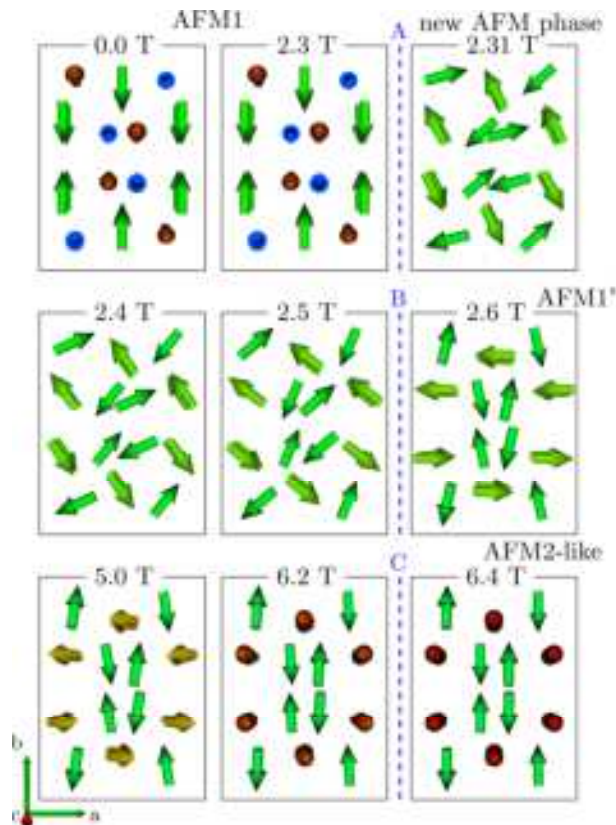 AFM1
A
new AFM phase
0.0 T
2.3 T
2.31 T
B
AFM1'
2.4 T
2.5 T
2.6 T
C
AFM2-like
5.0 T
6.2 T
6.4 T
b
c
a